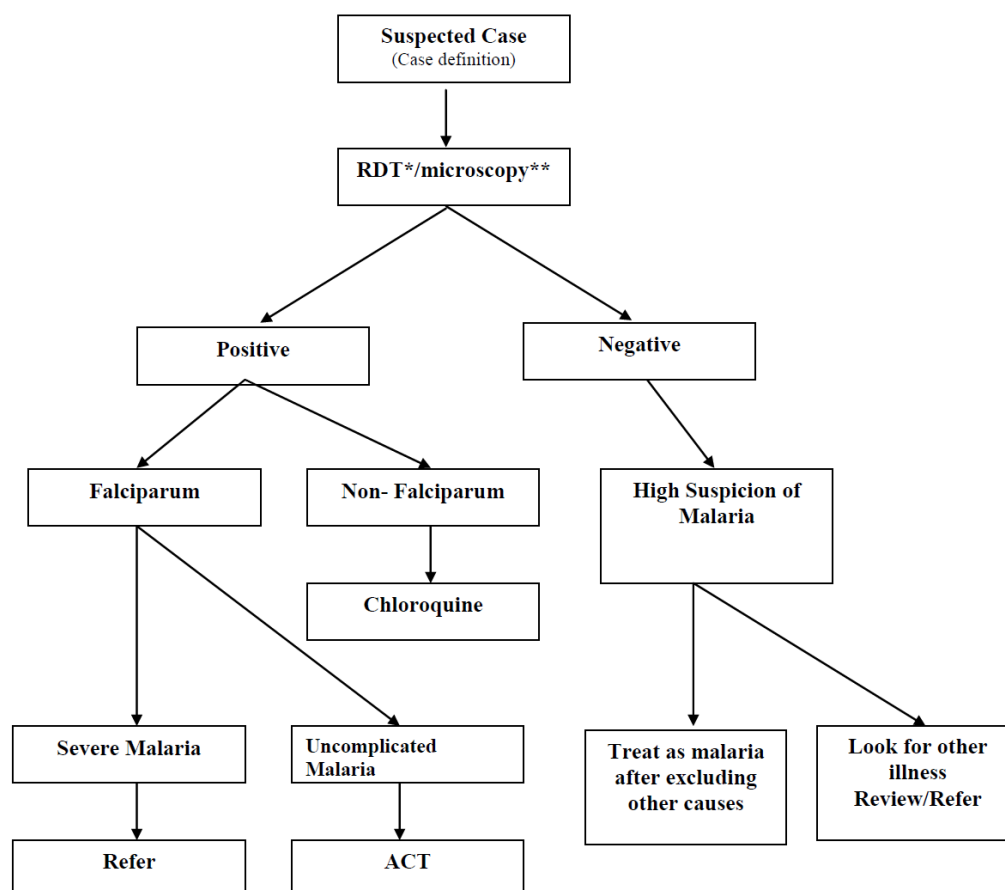 Suspected Case
(Case definition)
RDT*/microscopy**
Positive
Negative
Falciparum
Non- Falciparum
High Suspicion of
Malaria
Chloroquine
Severe Malaria
Uncomplicated
Malaria
Treat as malaria
after excluding
other causes
Look for other
illness
Review/Refer
Refer
ACT